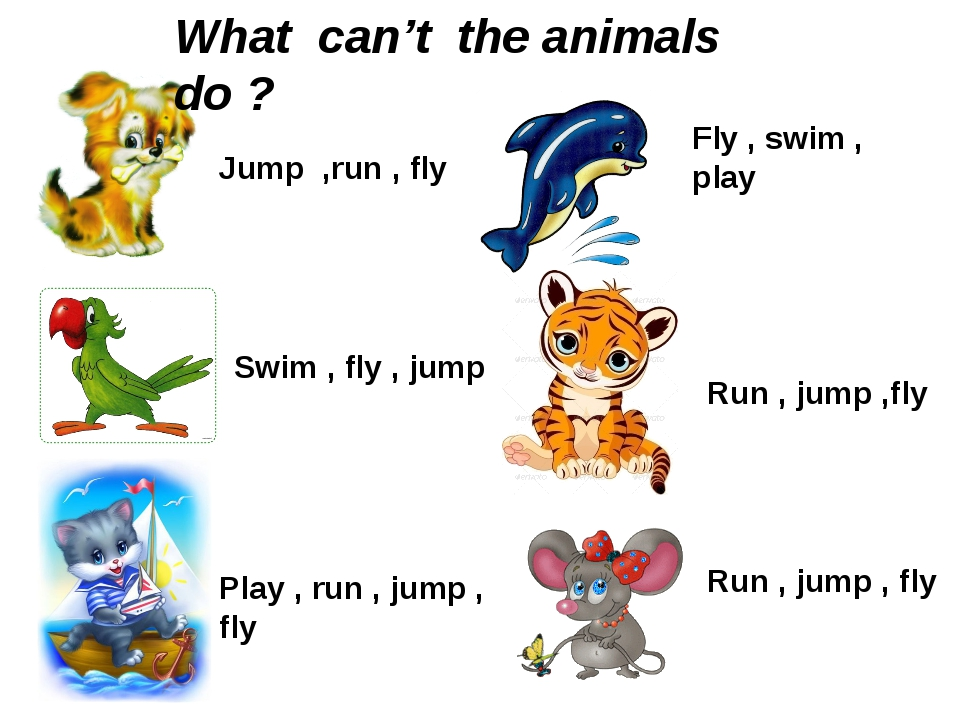 What can’t the animals
do ?
Jump ,run , fly
Fly , swim ,
play
Swim , fly , jump
Run , jump ,fly
Play , run , jump ,
fly
Run , jump , fly